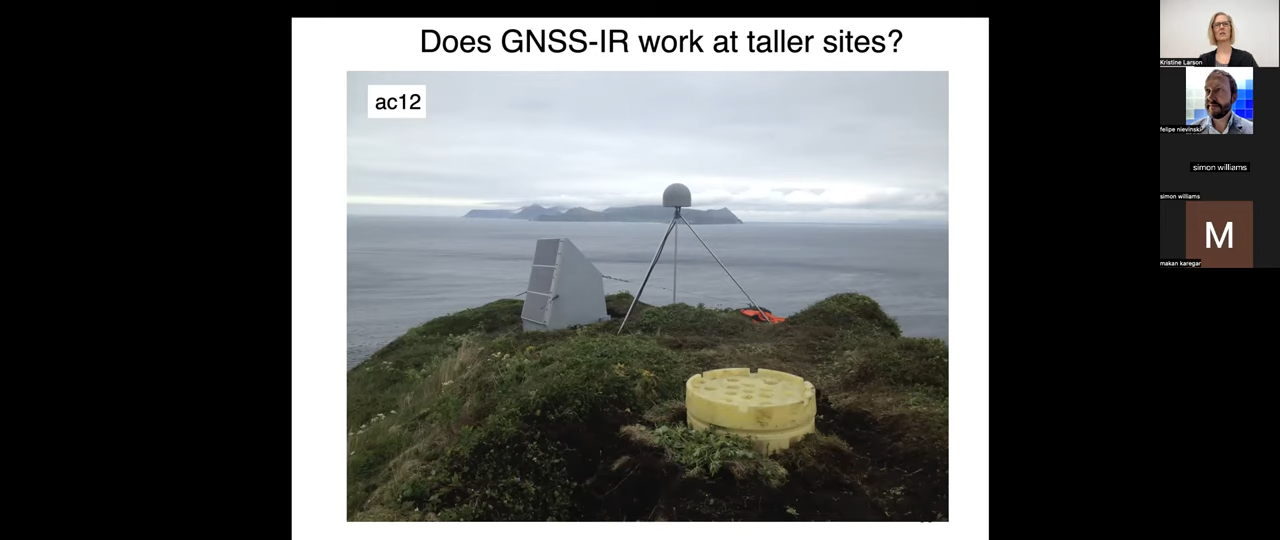 Does GNSS-IR work at taller sites?
ac12
Kristine Larson
felipe nievinski
simon williams
simon williams
M
makan karegar